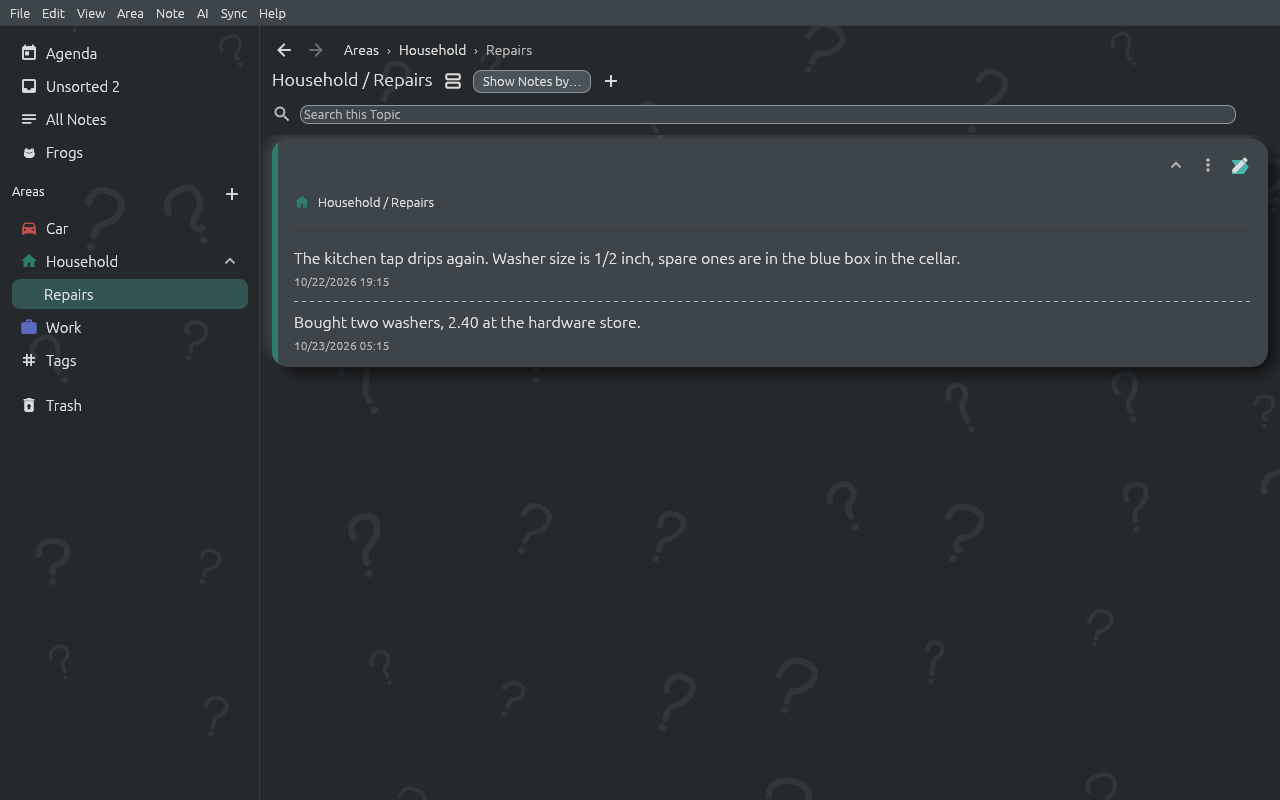 File Edit View Area Note AI Sync Help
Agenda
Unsorted 2
All Notes
Frogs
Areas
Car
Household
Repairs
Work
Tags
Trash
Areas › Household › Repairs
Household / Repairs Show Notes by…
Search this Topic
Household / Repairs
The kitchen tap drips again. Washer size is 1/2 inch, spare ones are in the blue box in the cellar.
10/22/2026 19:15
Bought two washers, 2.40 at the hardware store.
10/23/2026 05:15